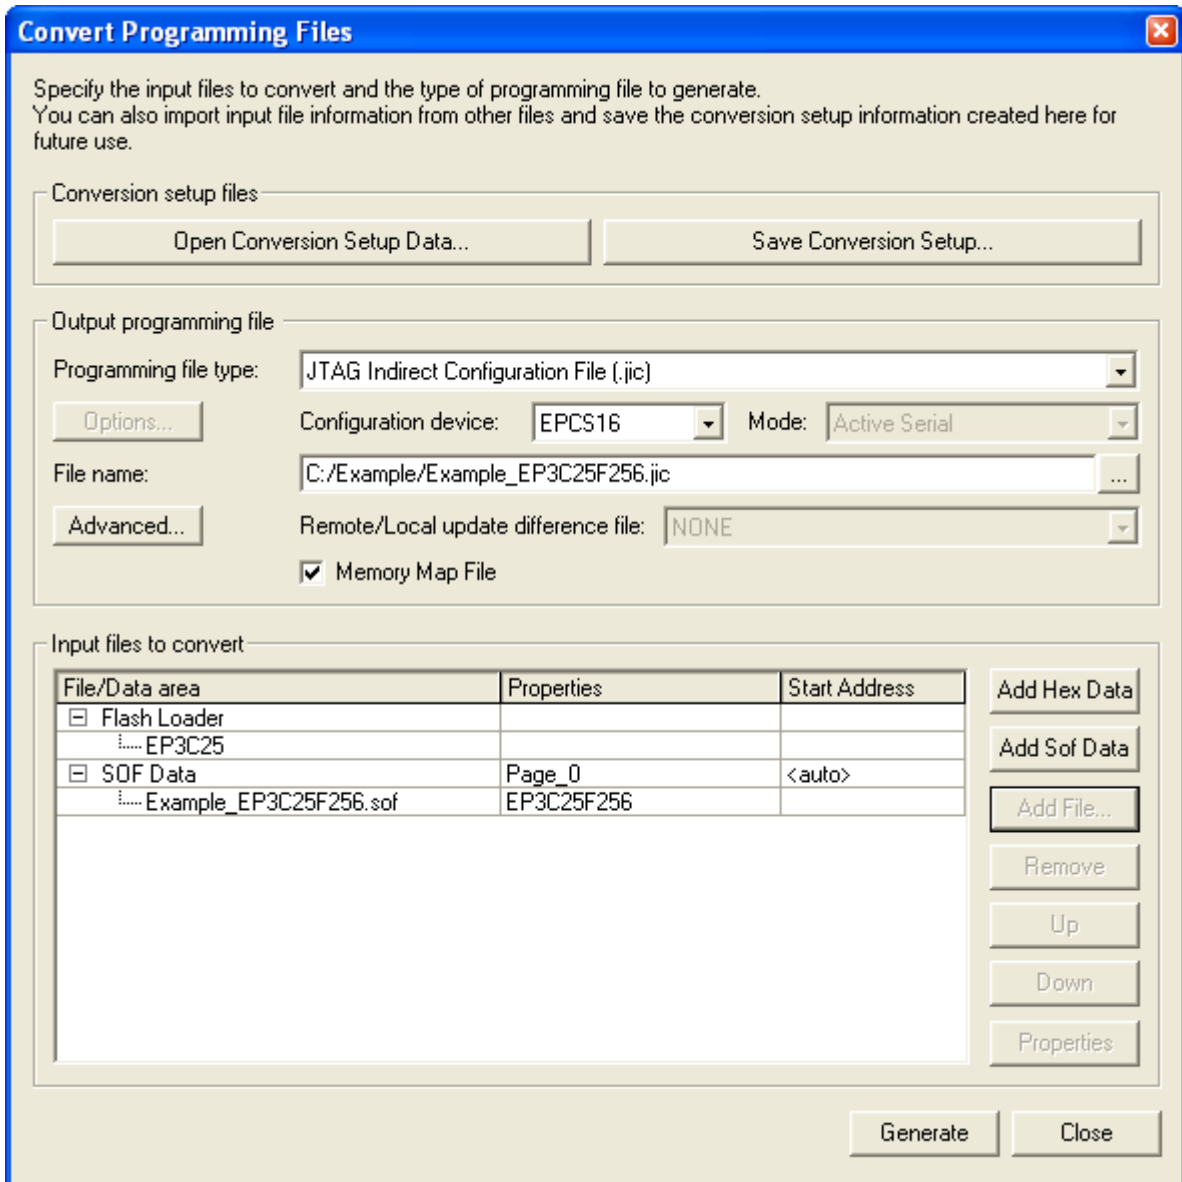 Convert Programming Files
Specify the input files to convert and the type of programming file to generate.
You can also import input file information from other files and save the conversion setup information created here for
future use.
Conversion setup files
Open Conversion Setup Data... Save Conversion Setup...
Output programming file
Programming file type: JTAG Indirect Configuration File (.jic)
Options... Configuration device: EPCS16 Mode: Active Serial
File name: C:/Example/Example_EP3C25F256.jic ...
Advanced... Remote/Local update difference file: NONE
Memory Map File
Input files to convert
File/Data area Properties Start Address
Flash Loader
EP3C25
SOF Data Page_0 <auto>
Example_EP3C25F256.sof EP3C25F256
Add Hex Data
Add Sof Data
Add File...
Remove
Up
Down
Properties
Generate Close